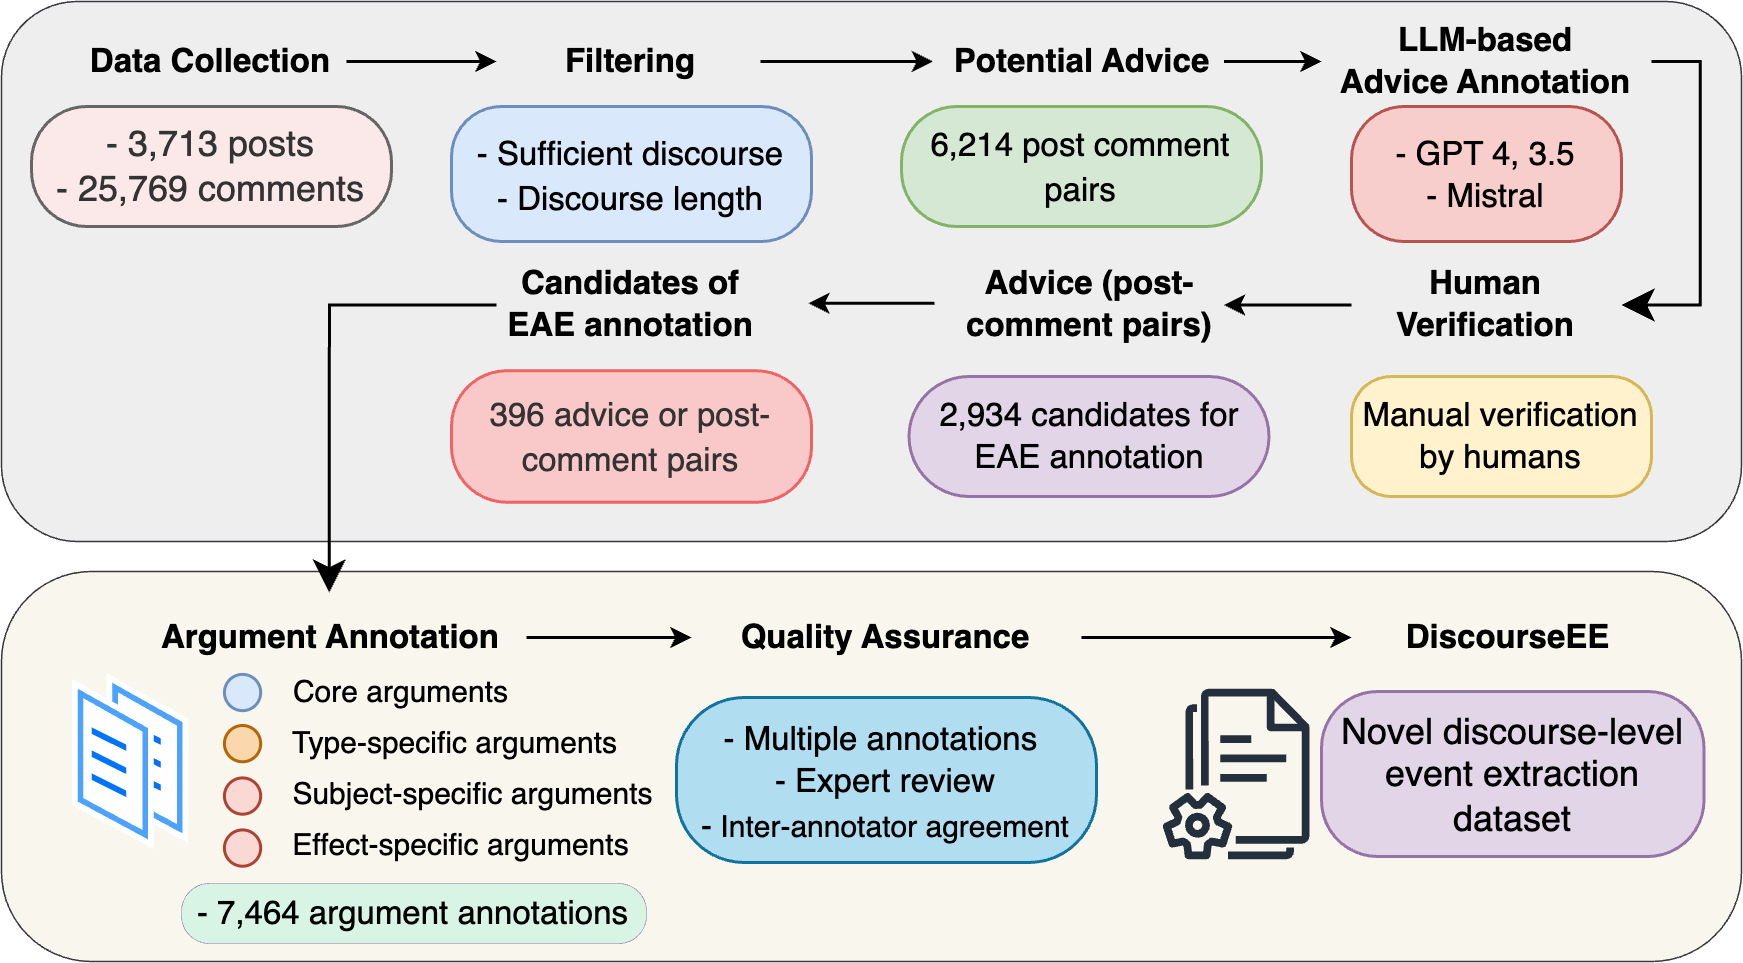 Data Collection
- 3,713 posts
- 25,769 comments
Filtering
- Sufficient discourse
- Discourse length
Potential Advice
6,214 post comment
pairs
LLM-based
Advice Annotation
- GPT 4, 3.5
- Mistral
Human
Verification
Manual verification
by humans
Advice (post-
comment pairs)
2,934 candidates for
EAE annotation
Candidates of
EAE annotation
396 advice or post-
comment pairs
Argument Annotation
Core arguments
Type-specific arguments
Subject-specific arguments
Effect-specific arguments
- 7,464 argument annotations
Quality Assurance
- Multiple annotations
- Expert review
- Inter-annotator agreement
DiscourseEE
Novel discourse-level
event extraction
dataset